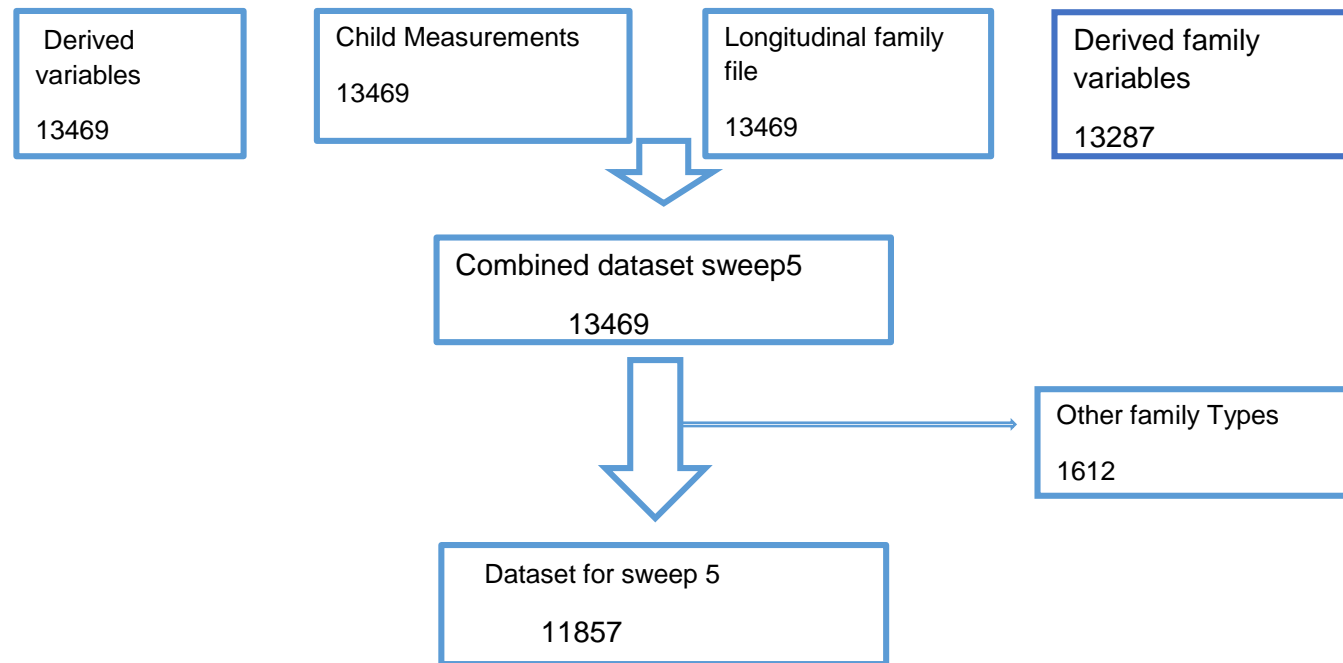 Derived
variables
13469
Child Measurements
13469
Longitudinal family
file
13469
Derived family
variables
13287
Combined dataset sweep5
13469
Other family Types
1612
Dataset for sweep 5
11857